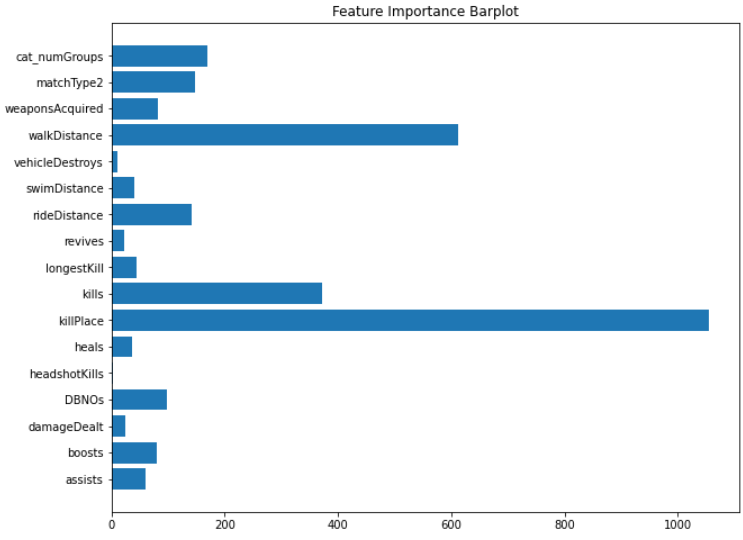 Feature Importance Barplot
cat_numGroups
matchType2
weaponsAcquired
walkDistance
vehicleDestroys
swimDistance
rideDistance
revives
longestKill
kills
killPlace
heals
headshotKills
DBNOs
damageDealt
boosts
assists
0 200 400 600 800 1000